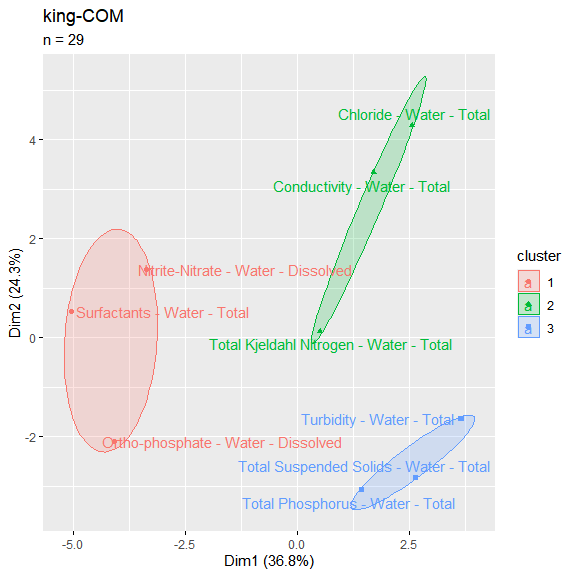 king-COM
n = 29
Chloride - Water - Total
Conductivity - Water - Total
Nitrite-Nitrate - Water - Dissolved
Surfactants - Water - Total
Total Kjeldahl Nitrogen - Water - Total
Turbidity - Water - Total
Ortho-phosphate - Water - Dissolved
Total Suspended Solids - Water - Total
Total Phosphorus - Water - Total
4
2
0
-2
Dim2 (24.3%)
-5.0
-2.5
0.0
2.5
Dim1 (36.8%)
cluster
a 1
a 2
a 3